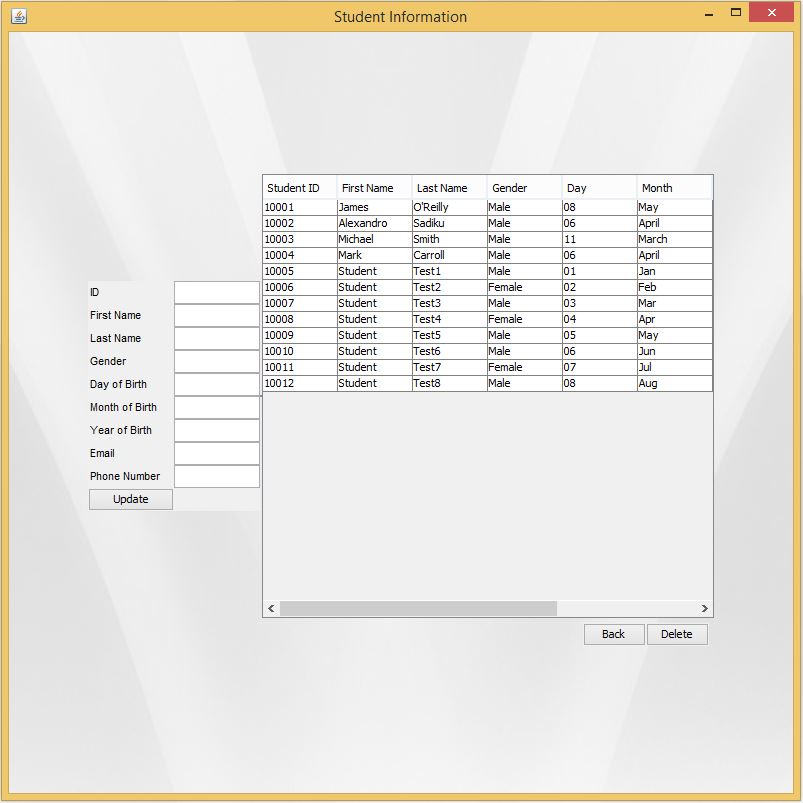 Student Information
Student ID First Name Last Name Gender Day Month
10001 James O'Reilly Male 08 May
10002 Alexandro Sadiku Male 06 April
10003 Michael Smith Male 11 March
10004 Mark Carroll Male 06 April
10005 Student Test1 Male 01 Jan
10006 Student Test2 Female 02 Feb
10007 Student Test3 Male 03 Mar
10008 Student Test4 Female 04 Apr
10009 Student Test5 Male 05 May
10010 Student Test6 Male 06 Jun
10011 Student Test7 Female 07 Jul
10012 Student Test8 Male 08 Aug
ID
First Name
Last Name
Gender
Day of Birth
Month of Birth
Year of Birth
Email
Phone Number
Update
Back Delete